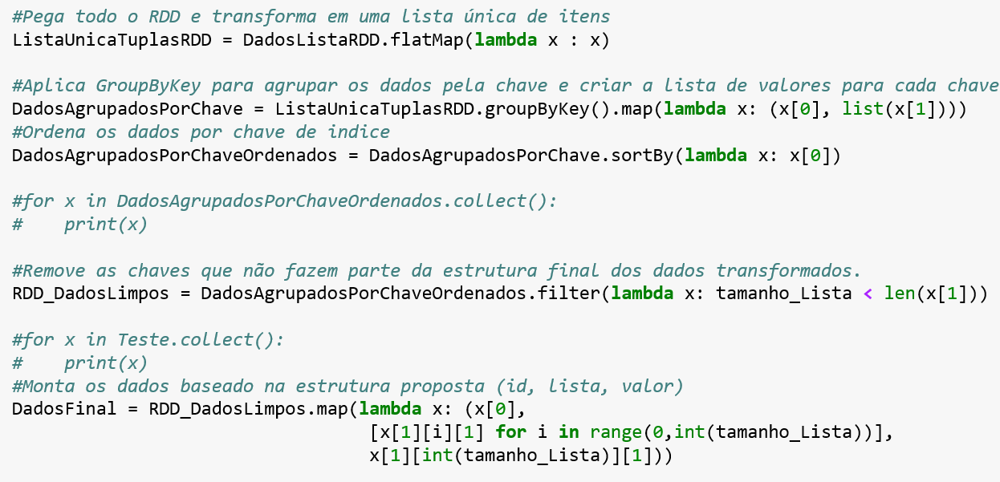 #Pega todo o RDD e transforma em uma lista única de itens
ListaUnicaTuplasRDD = DadosListaRDD.flatMap(lambda x : x)
#Aplica GroupByKey para agrupar os dados pela chave e criar a lista de valores para cada chave
DadosAgrupadosPorChave = ListaUnicaTuplasRDD.groupByKey().map(lambda x: (x[0], list(x[1])))
#Ordena os dados por chave de indice
DadosAgrupadosPorChaveOrdenados = DadosAgrupadosPorChave.sortBy(lambda x: x[0])
#for x in DadosAgrupadosPorChaveOrdenados.collect():
#    print(x)
#Remove as chaves que não fazem parte da estrutura final dos dados transformados.
RDD_DadosLimpos = DadosAgrupadosPorChaveOrdenados.filter(lambda x: tamanho_Lista < len(x[1]))
#for x in Teste.collect():
#    print(x)
#Monta os dados baseado na estrutura proposta (id, lista, valor)
DadosFinal = RDD_DadosLimpos.map(lambda x: (x[0],
[x[1][i][1] for i in range(0,int(tamanho_Lista))],
x[1][int(tamanho_Lista)][1]))